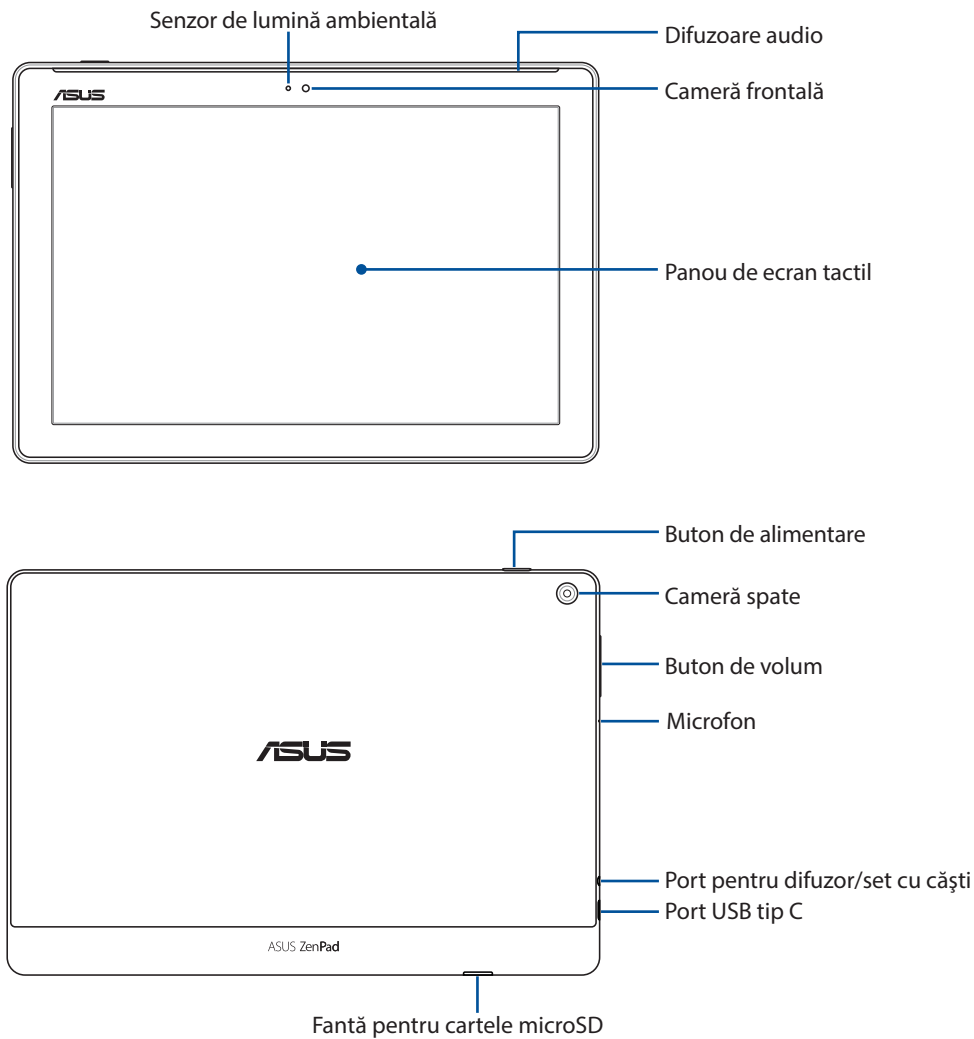 Senzor de lumină ambientală
Difuzoare audio
ASUS
Cameră frontală
Panou de ecran tactil
Buton de alimentare
Cameră spate
Buton de volum
Microfon
ASUS
Port pentru difuzor/set cu căşti
Port USB tip C
ASUS ZenPad
Fantă pentru cartele microSD